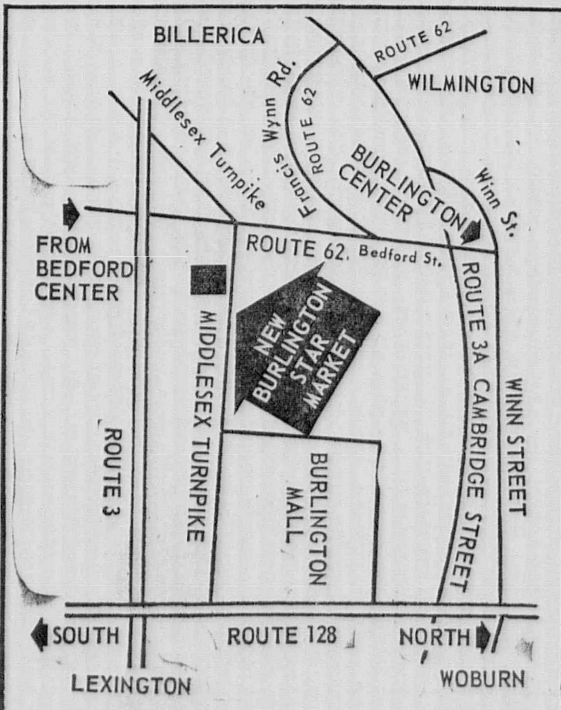 BILLERICA
ROUTE 62
WILMINGTON
Middlesex Turnpike
Francis Wynn Rd.
ROUTE 62
BURLINGTON
CENTER
Winn St.
FROM
BEDFORD
CENTER
ROUTE 62. Bedford St.
NEW
BURLINGTON
STAR
MARKET
MIDDLESEX TURNPIKE
ROUTE 3
BURLINGTON
MALL
ROUTE 3A CAMBRIDGE STREET
WINN STREET
SOUTH
ROUTE 128
NORTH
LEXINGTON
WOBURN